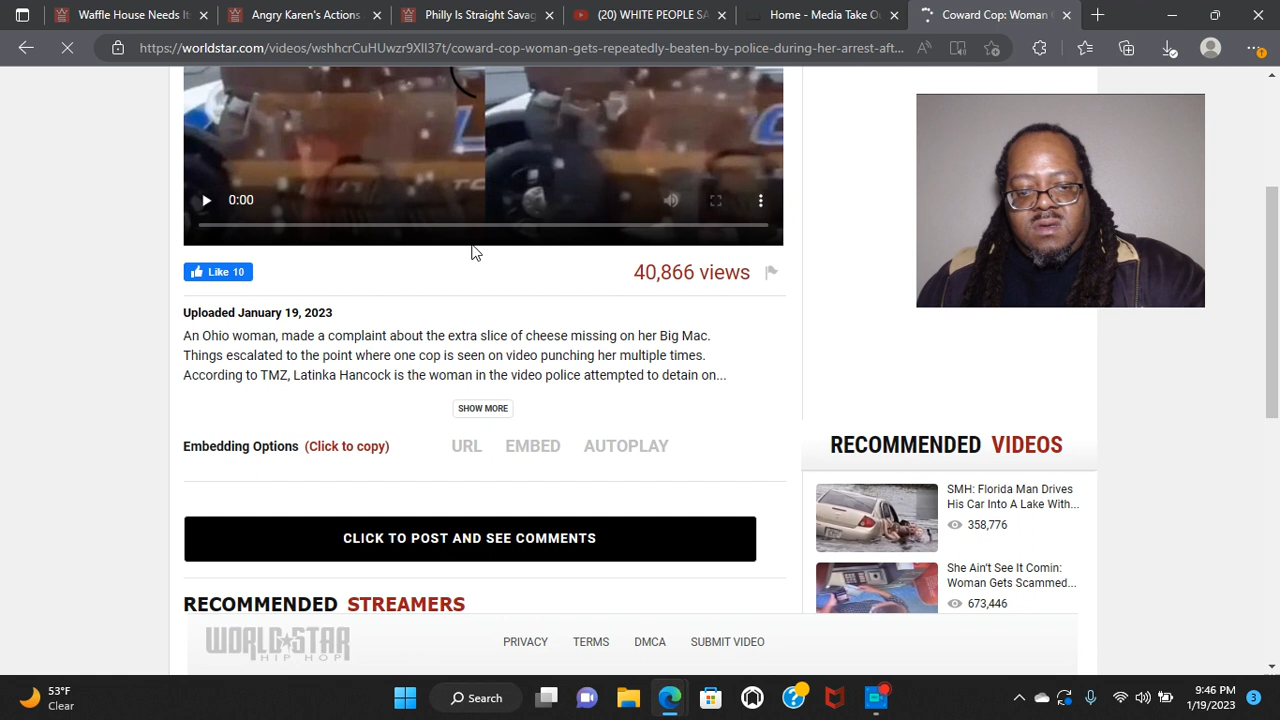 Waffle House Needs It
Angry Karen's Actions
Philly Is Straight Savag
(20) WHITE PEOPLE SA
Home - Media Take Ou
Coward Cop: Woman
https://worldstar.com/videos/wshhcrCuHUwzr9XIl37t/coward-cop-woman-gets-repeatedly-beaten-by-police-during-her-arrest-aft...
0:00
Like 10
40,866 views
Uploaded January 19, 2023
An Ohio woman, made a complaint about the extra slice of cheese missing on her Big Mac.
Things escalated to the point where one cop is seen on video punching her multiple times.
According to TMZ, Latinka Hancock is the woman in the video police attempted to detain on...
SHOW MORE
Embedding Options (Click to copy) URL EMBED AUTOPLAY
CLICK TO POST AND SEE COMMENTS
RECOMMENDED STREAMERS
RECOMMENDED VIDEOS
SMH: Florida Man Drives
His Car Into A Lake With...
358,776
She Ain't See It Comin:
Woman Gets Scammed...
673,446
WORLD STAR
HIP HOP
PRIVACY TERMS DMCA SUBMIT VIDEO
53°F
Clear
Search
9:46 PM
1/19/2023
3